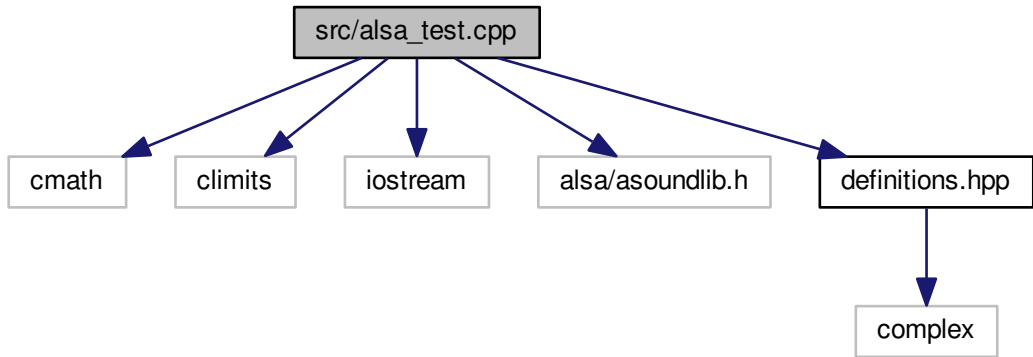 src/alsa_test.cpp
cmath
climits
iostream
alsa/asoundlib.h
definitions.hpp
complex